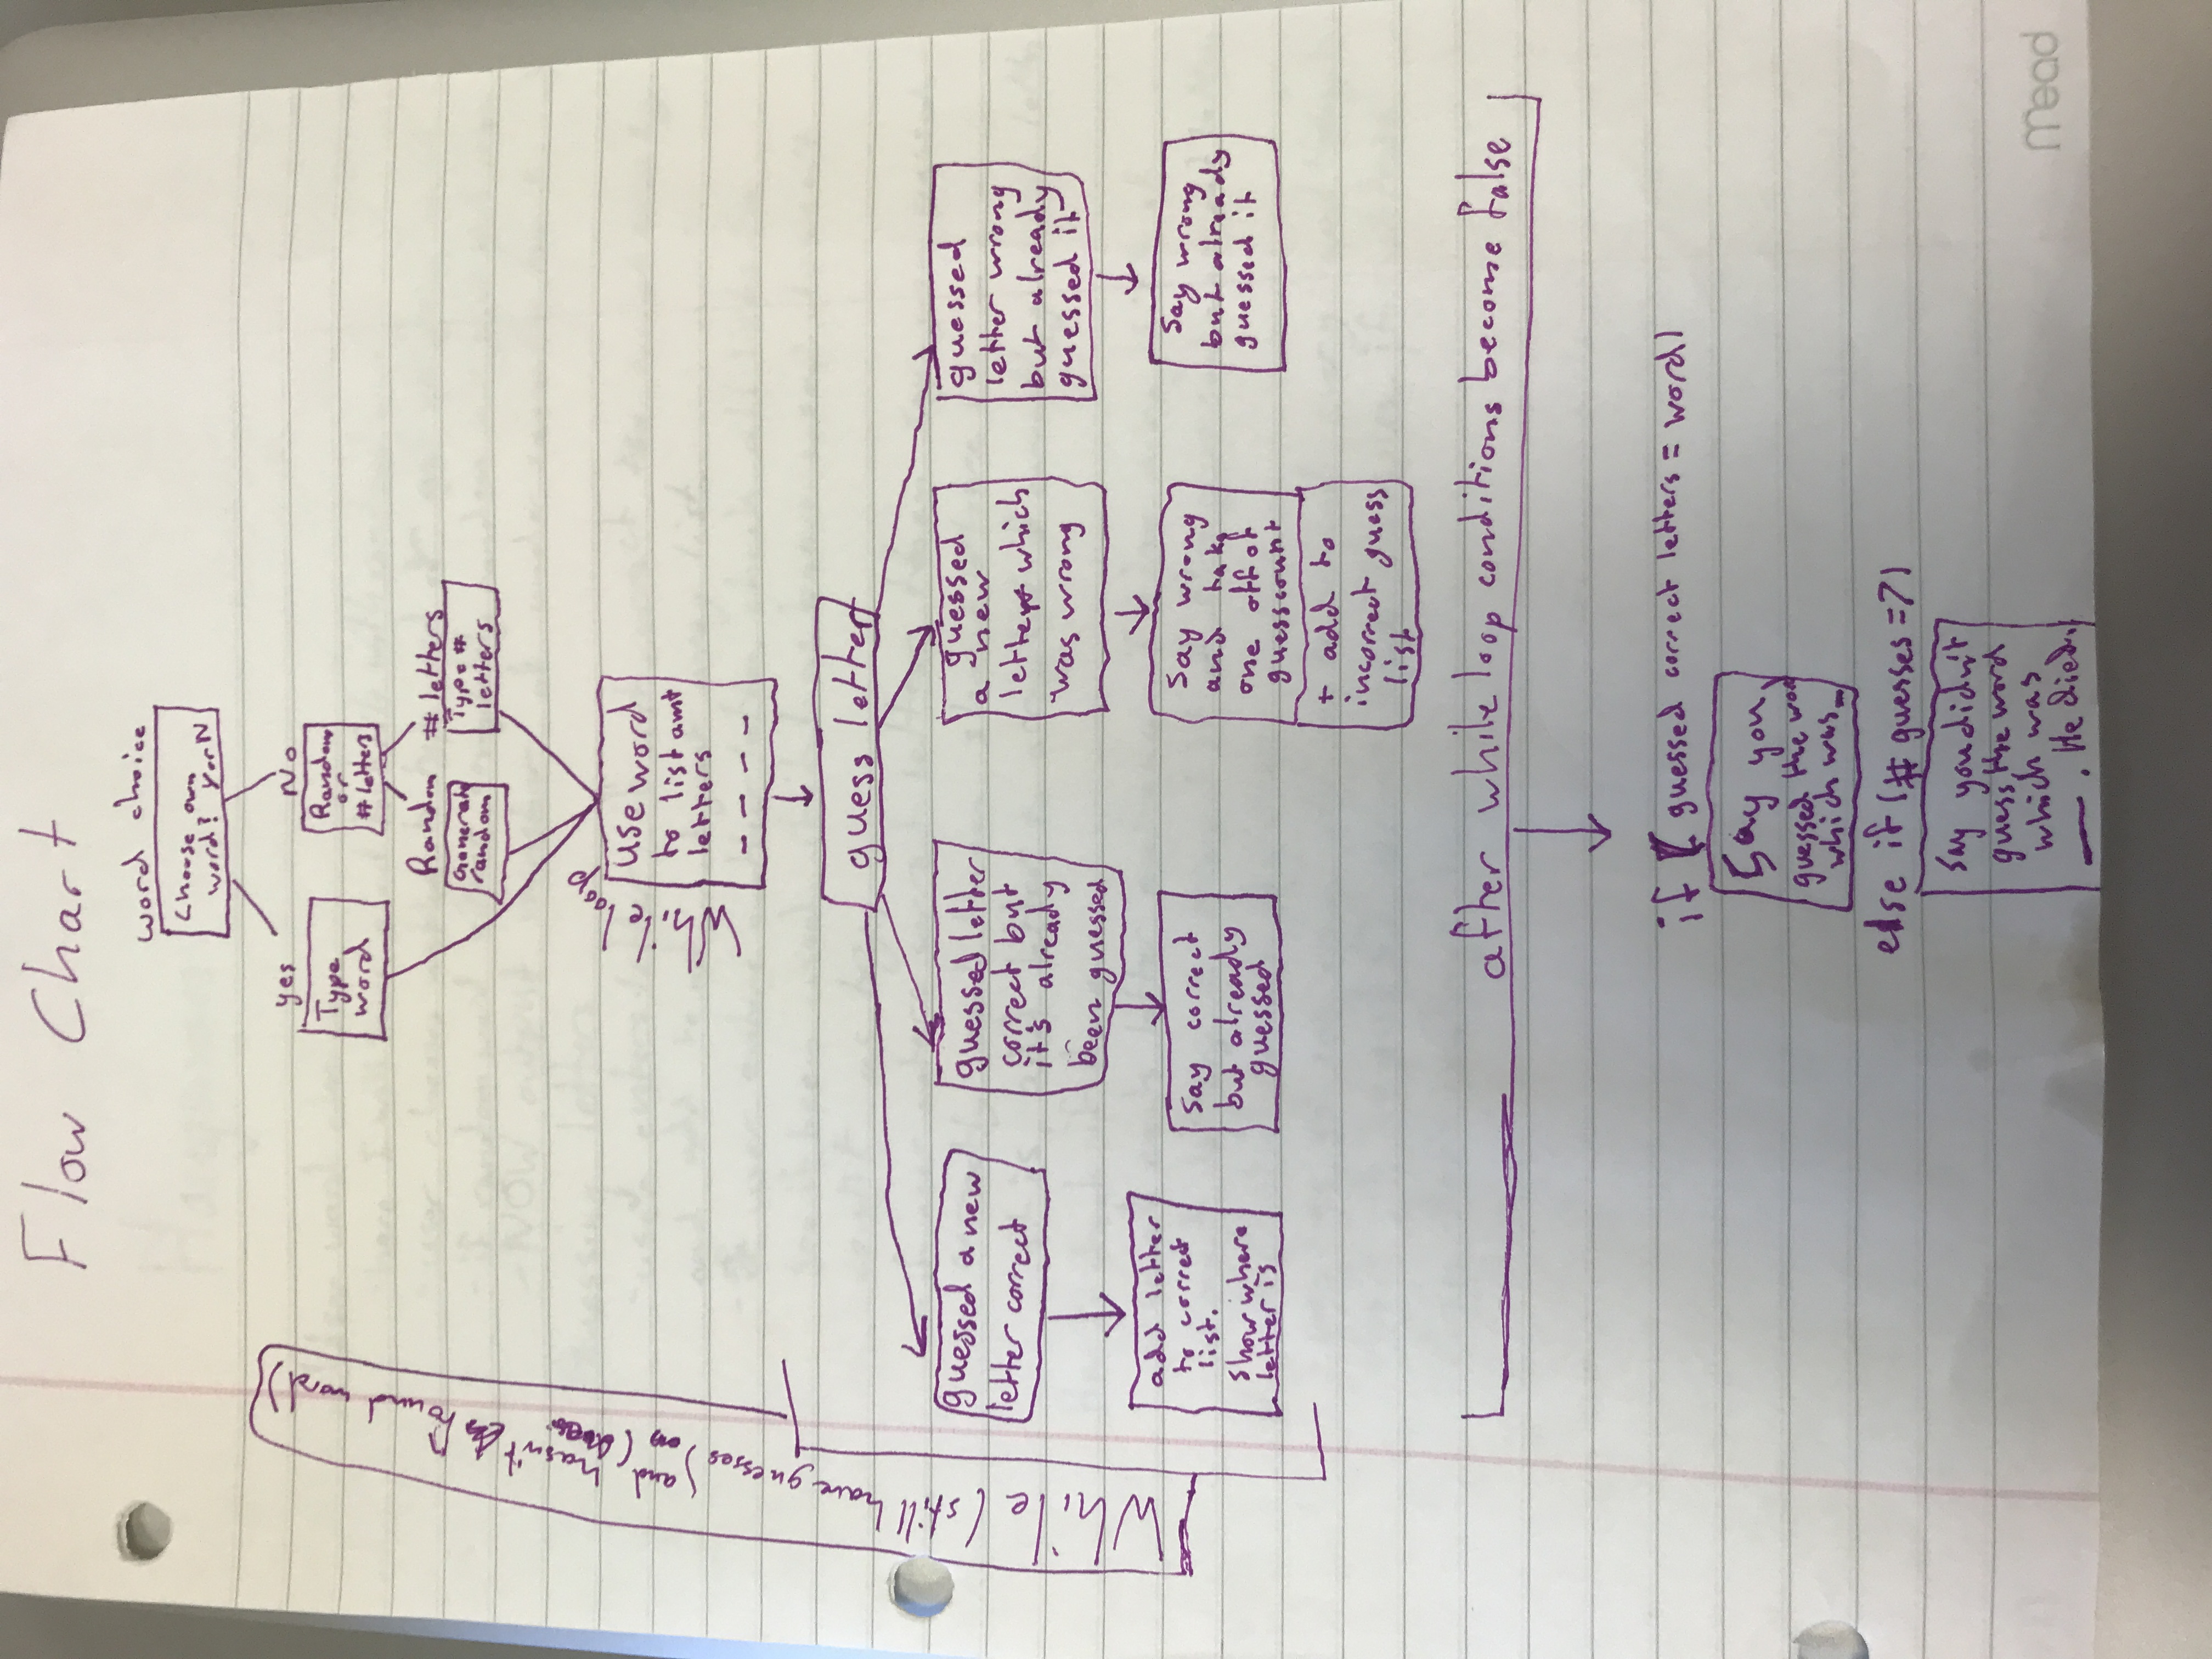 Flow Chart
word choice
Choose own
word? Y or N
yes
No
Type
word
Random
or
# letters
Random
# letters
Generate
random
Type #
letters
While loop
use word
to list amt
letters
_ _ _ _
While (still have guesses) and hasn't
found word)
guess letter
guessed a new
letter correct
guessed letter
correct but
it's already
been guessed
guessed
a new
letter which
was wrong
guessed
letter wrong
but already
guessed it
add letter
to correct
list.
show where
letter is
say correct
but already
guessed
Say wrong
and take
one off of
guesscount
+ add to
incorrect guess
list
Say wrong
but already
guessed it
after while loop conditions become false
if ( guessed correct letters = word)
Say you
guessed the word
which was_
else if (# guesses = 7)
Say you didn't
guess the word
which was
___. He died.
Mead